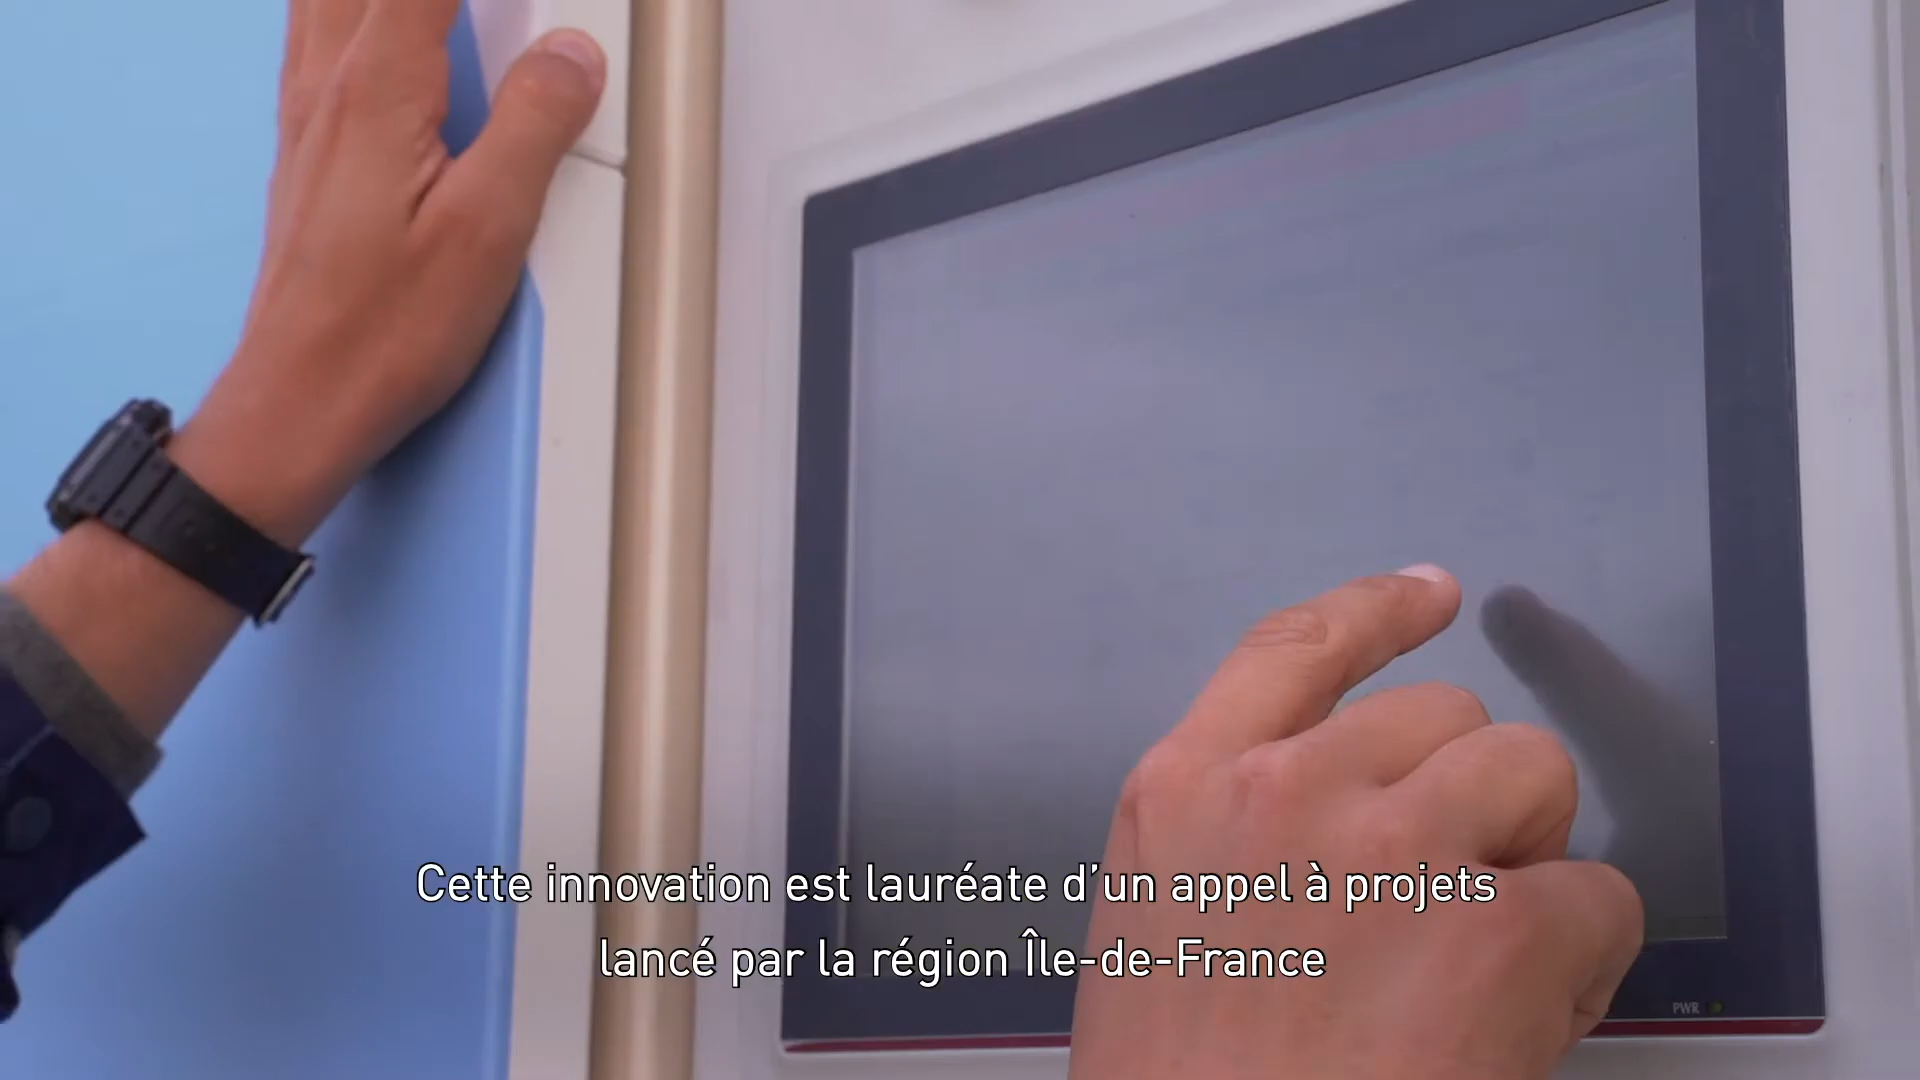 PWR
Cette innovation est lauréate d’un appel à projets
lancé par la région Île-de-France